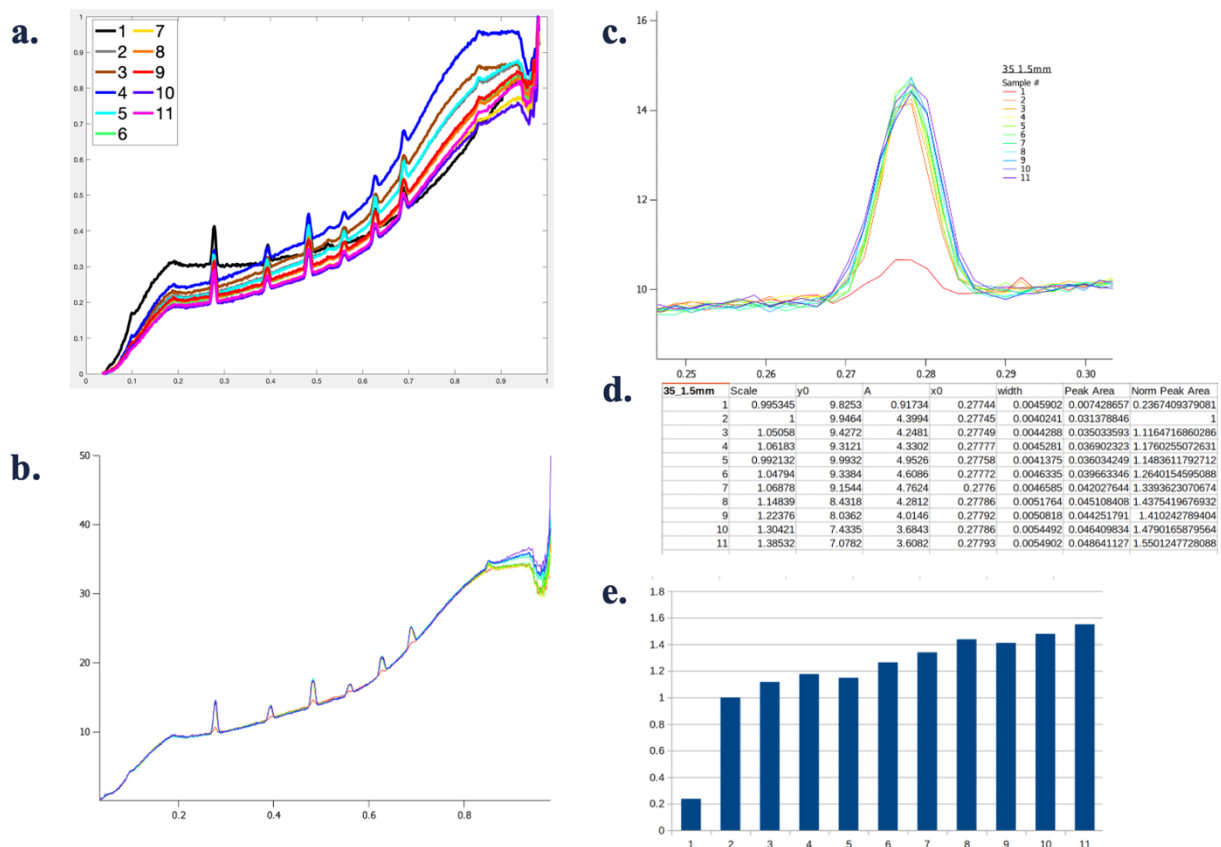 a.
1 7
2 8
3 9
4 10
5 11
6
1
0.9
0.8
0.7
0.6
0.5
0.4
0.3
0.2
0.1
0
0 0.1 0.2 0.3 0.4 0.5 0.6 0.7 0.8 0.9 1
b.
50
40
30
20
10
0.2 0.4 0.6 0.8
c.
16
14
12
10
35 1.5mm
Sample #
1
2
3
4
5
6
7
8
9
10
11
0.25 0.26 0.27 0.28 0.29 0.30
d.
35_1.5mm Scale y0 A x0 width Peak Area Norm Peak Area
1 0.995345 9.8253 0.91734 0.27744 0.0045902 0.007428657 0.2367409379081
2 1 9.9464 4.3994 0.27745 0.0040241 0.031378846 1
3 1.05058 9.4272 4.2481 0.27749 0.0044288 0.035033593 1.1164716860286
4 1.06183 9.3121 4.3302 0.27777 0.0045281 0.036902323 1.1760255072631
5 0.992132 9.9932 4.9526 0.27758 0.0041375 0.036034249 1.1483611792712
6 1.04794 9.3384 4.6086 0.27772 0.0046335 0.039663346 1.2640154595088
7 1.06878 9.1544 4.7624 0.2776 0.0046585 0.042027644 1.3393623070674
8 1.14839 8.4318 4.2812 0.27786 0.0051764 0.045108408 1.4375419676932
9 1.22376 8.0362 4.0146 0.27792 0.0050818 0.044251791 1.410242789404
10 1.30421 7.4335 3.6843 0.27786 0.0054492 0.046409834 1.4790165879564
11 1.38532 7.0782 3.6082 0.27793 0.0054902 0.048641127 1.5501247728088
e.
1.8
1.6
1.4
1.2
1
0.8
0.6
0.4
0.2
0
1 2 3 4 5 6 7 8 9 10 11